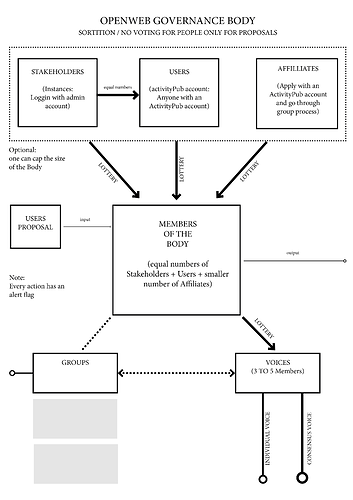 OPENWEB GOVERNANCE BODY
SORTITION / NO VOTING FOR PEOPLE ONLY FOR PROPOSALS
STAKEHOLDERS
(Instances:
Loggin with admin
account)
equal numbers
USERS
(activityPub account:
Anyone with an
ActivityPub account)
AFFILLIATES
(Apply with an
ActivityPub account
and go through
group process)
Optional:
one can cap the size
of the Body
LOTTERY
LOTTERY
LOTTERY
USERS
PROPOSAL
input
MEMBERS
OF THE
BODY
(equal numbers of
Stakeholders + Users + smaller
number of Affiliates)
output
Note:
Every action has an
alert flag
LOTTERY
GROUPS
VOICES
(3 TO 5 Members)
INDIVIDUAL VOICE
CONSENSUS VOICE